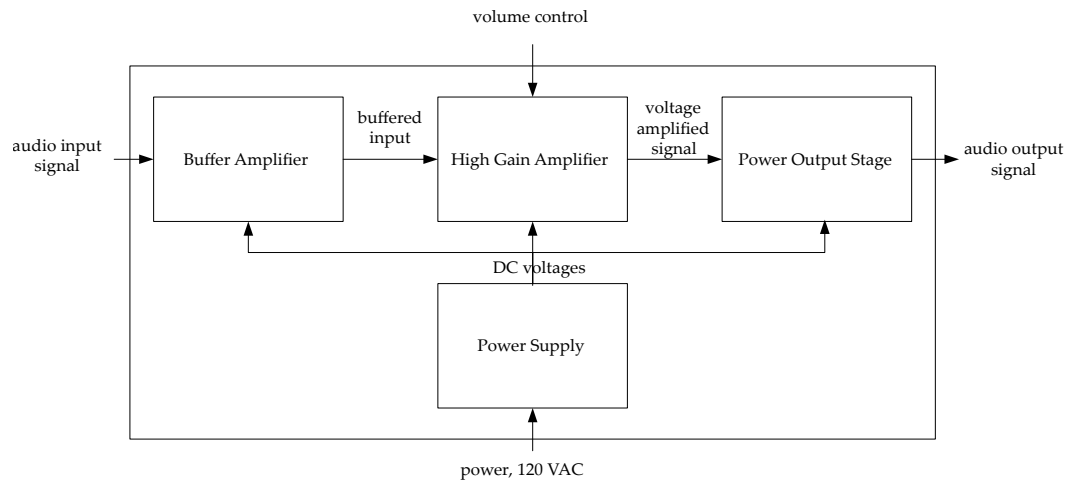 volume control
audio input
signal
Buffer Amplifier
buffered
input
High Gain Amplifier
voltage
amplified
signal
Power Output Stage
audio output
signal
DC voltages
Power Supply
power, 120 VAC